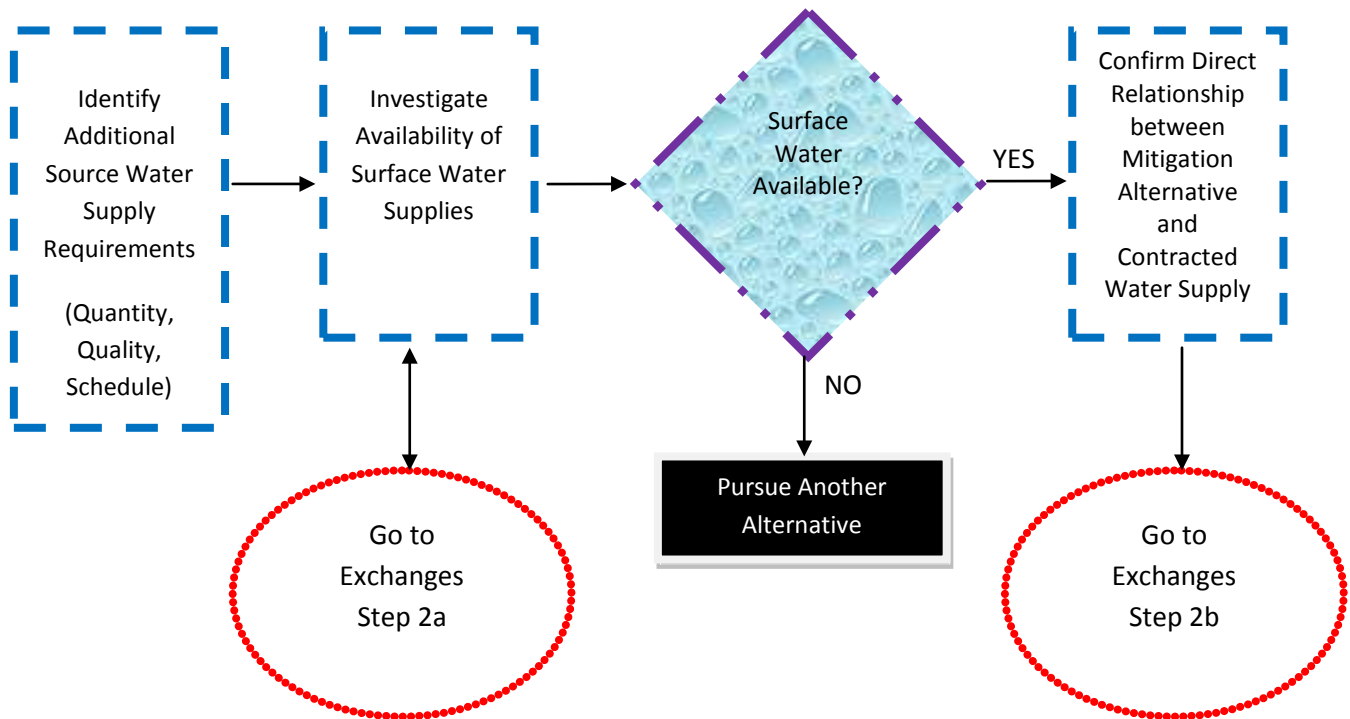 Identify
Additional
Source Water
Supply
Requirements
(Quantity,
Quality,
Schedule)
Investigate
Availability of
Surface Water
Supplies
Surface
Water
Available?
YES
NO
Confirm Direct
Relationship
between
Mitigation
Alternative
and
Contracted
Water Supply
Go to
Exchanges
Step 2a
Pursue Another
Alternative
Go to
Exchanges
Step 2b